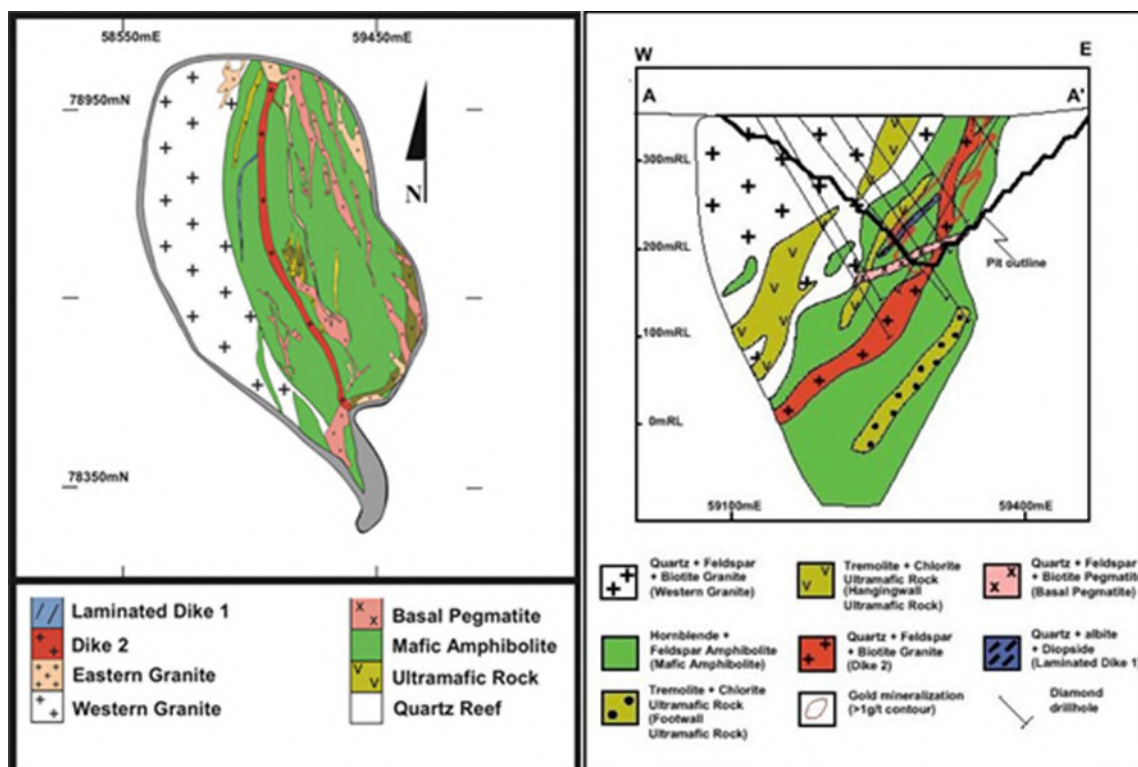 58550mE
59450mE
78950mN
N
78350mN
Laminated Dike 1
Dike 2
Eastern Granite
Western Granite
Basal Pegmatite
Mafic Amphibolite
Ultramafic Rock
Quartz Reef
W
E
A
A'
300mRL
200mRL
Pit outline
100mRL
0mRL
59100mE
59400mE
Quartz + Feldspar
+ Biotite Granite
(Western Granite)
Tremolite + Chlorite
Ultramafic Rock
(Hangingwall
Ultramafic Rock)
Quartz + Feldspar
+ Biotite Pegmatite
(Basal Pegmatite)
Hornblende +
Feldspar Amphibolite
(Mafic Amphibolite)
Quartz + Feldspar
+ Biotite Granite
(Dike 2)
Quartz + albite
+ Diopside
(Laminated Dike 1)
Tremolite + Chlorite
Ultramafic Rock
(Footwall
Ultramafic Rock)
Gold mineralization
(>1g/t contour)
Diamond
drillhole